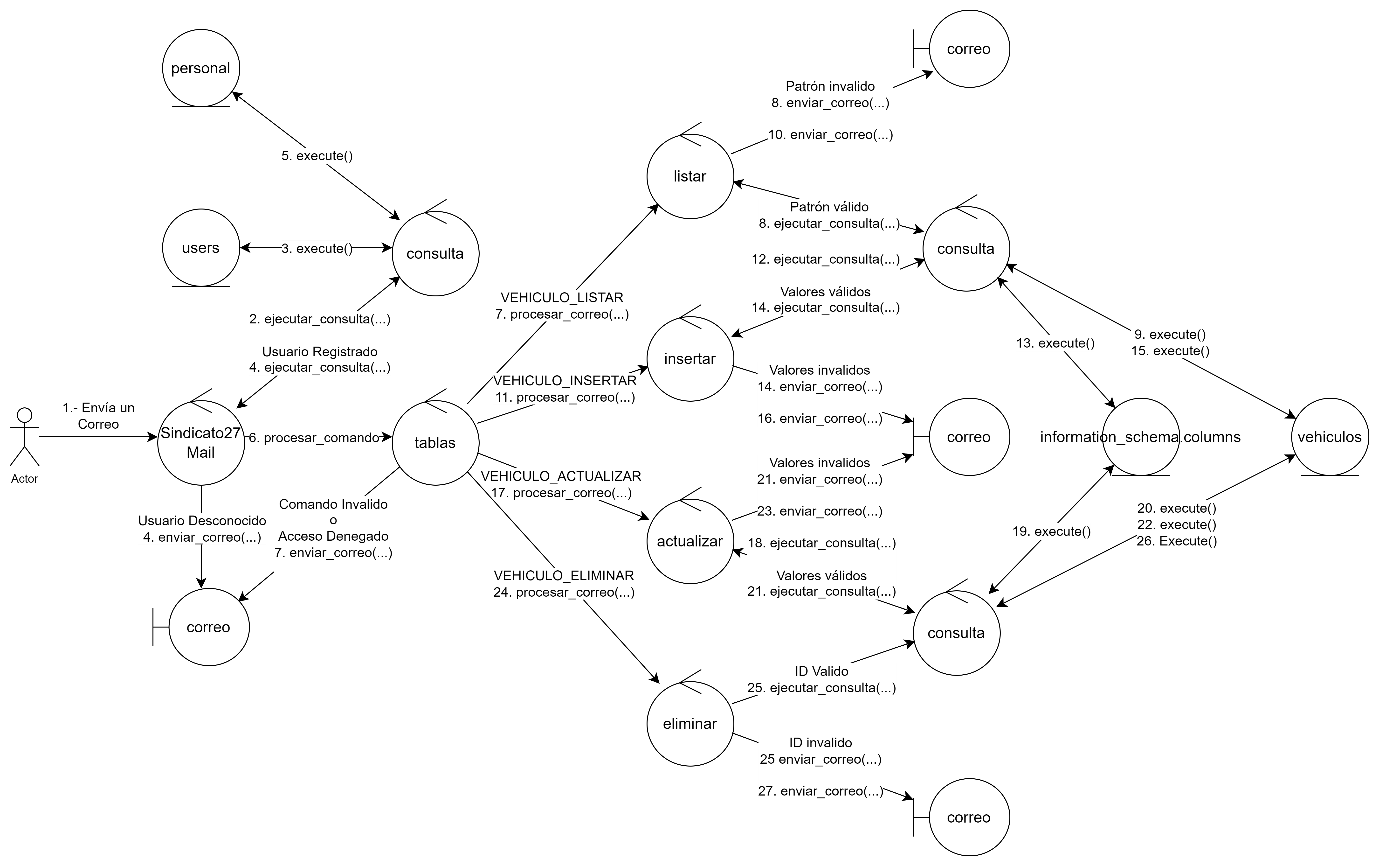 correo
personal
Patrón invalido
8. enviar_correo(...)
10. enviar_correo(...)
5. execute()
listar
Patrón válido
8. ejecutar_consulta(...)
users
3. execute()
consulta
consulta
12. ejecutar_consulta(...)
VEHICULO_LISTAR
7. procesar_correo(...)
Valores válidos
14. ejecutar_consulta(...)
2. ejecutar_consulta(...)
9. execute()
15. execute()
13. execute()
Usuario Registrado
4. ejecutar_consulta(...)
insertar
VEHICULO_INSERTAR
11. procesar_correo(...)
Valores invalidos
14. enviar_correo(...)
1.- Envía un
Correo
16. enviar_correo(...)
Sindicato27
Mail
6. procesar_comando
tablas
correo
information_schema.columns
vehiculos
Actor
VEHICULO_ACTUALIZAR
17. procesar_correo(...)
Valores invalidos
21. enviar_correo(...)
Comando Invalido
o
Acceso Denegado
7. enviar_correo(...)
Usuario Desconocido
4. enviar_correo(...)
23. enviar_correo(...)
actualizar
18. ejecutar_consulta(...)
20. execute()
22. execute()
26. Execute()
19. execute()
VEHICULO_ELIMINAR
24. procesar_correo(...)
Valores válidos
21. ejecutar_consulta(...)
correo
consulta
ID Valido
25. ejecutar_consulta(...)
eliminar
ID invalido
25 enviar_correo(...)
27. enviar_correo(...)
correo